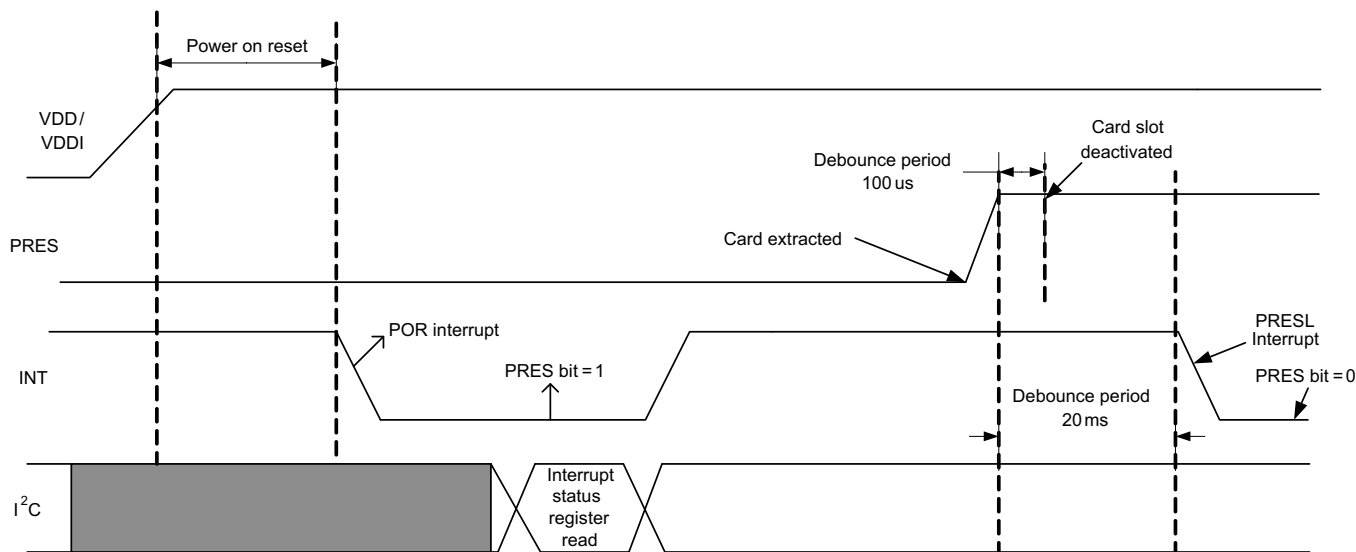 Power on reset
VDD/
VDDI
Card slot
deactivated
Debounce period
100 us
PRES
Card extracted
POR interrupt
PRESL
Interrupt
INT
PRES bit = 1
PRES bit = 0
Debounce period
20 ms
I²C
Interrupt
status
register
read